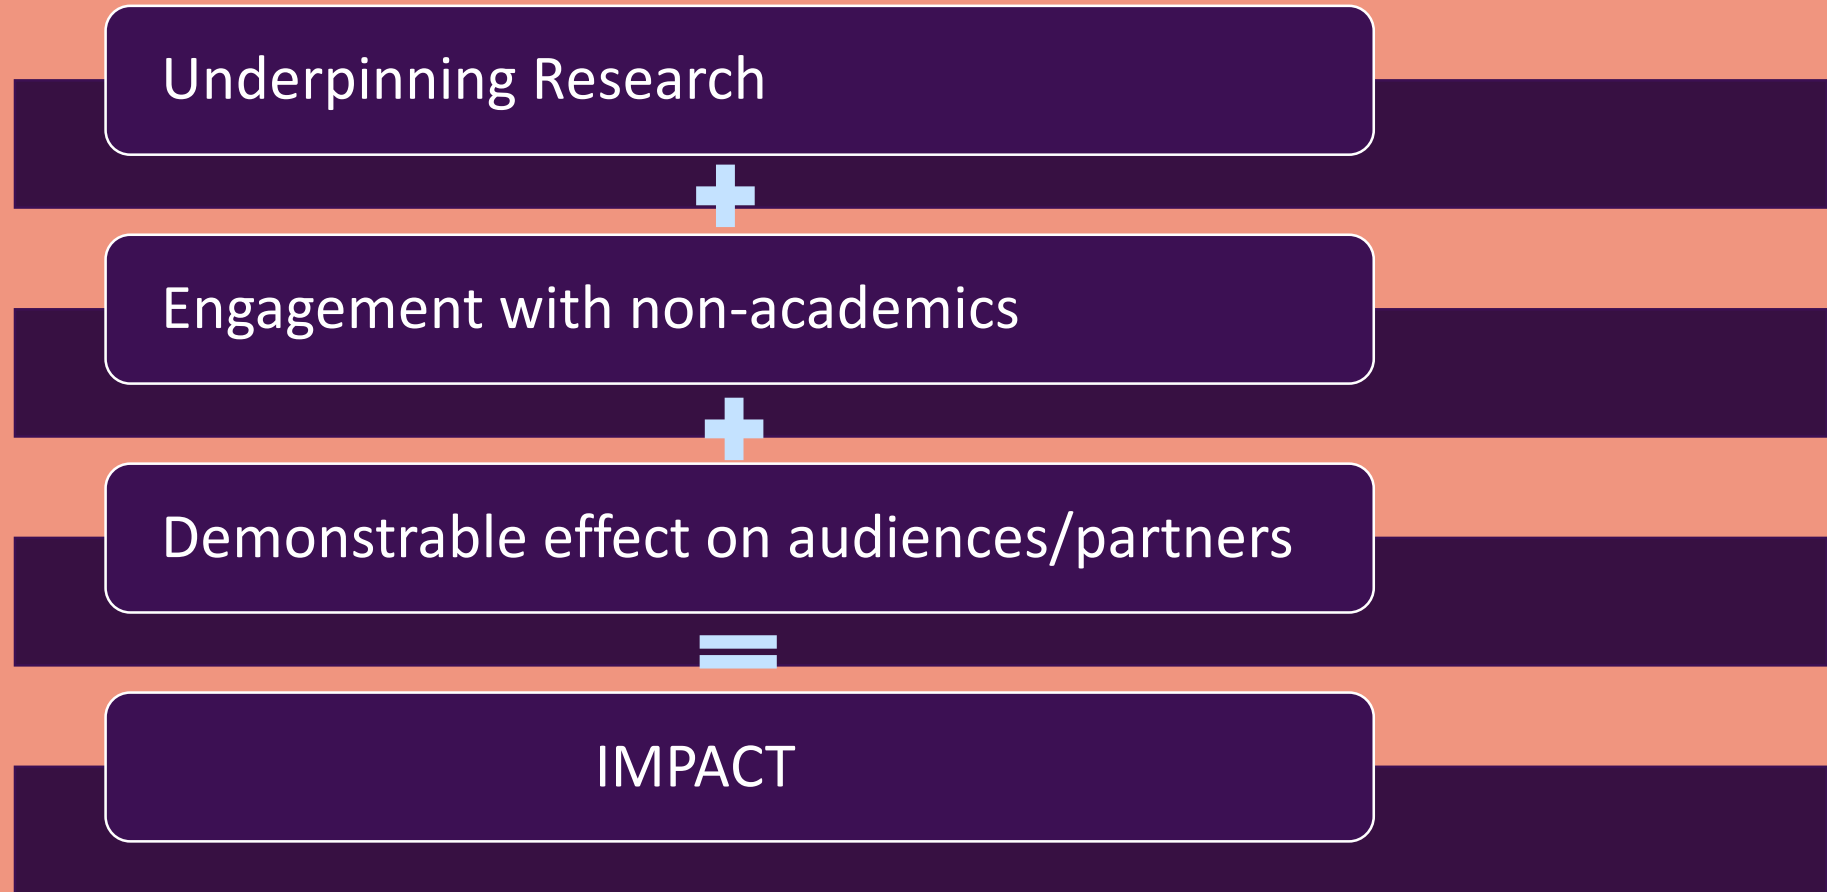 Underpinning Research
+
Engagement with non-academics
+
Demonstrable effect on audiences/partners
=
IMPACT